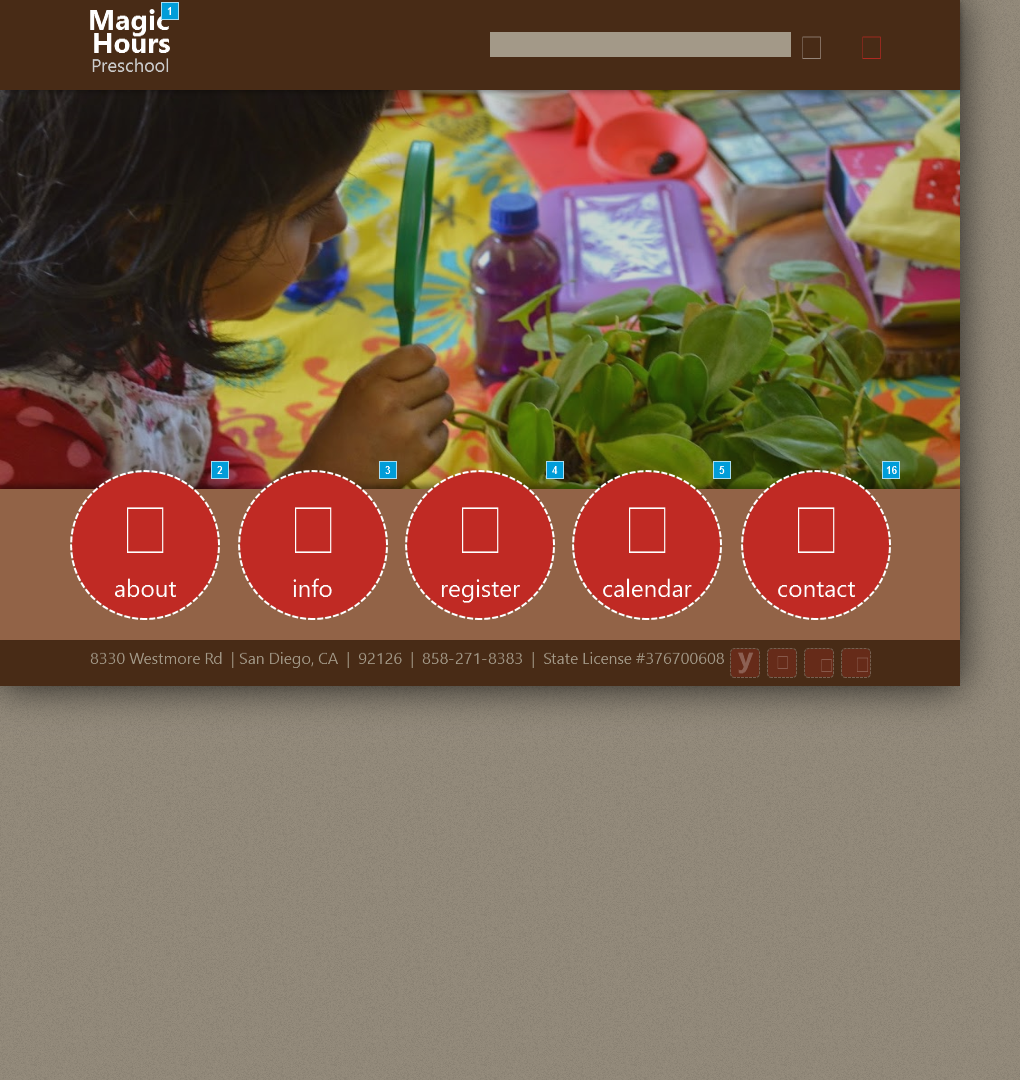 Magic
Hours
Preschool
1
2
3
4
5
16
about
info
register
calendar
contact
8330 Westmore Rd | San Diego, CA | 92126 | 858-271-8383 | State License #376700608
y